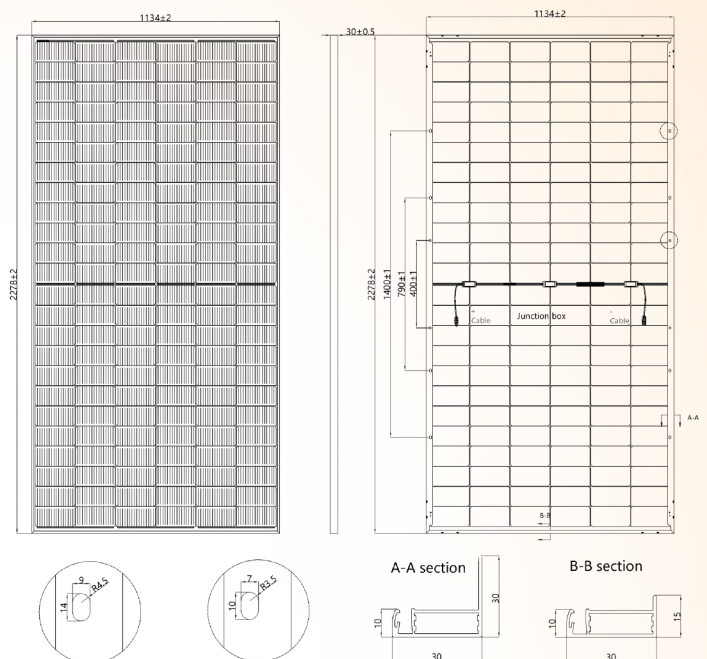 1134±2
1134±2
30±0.5
2278±2
2278±2
1400±1
790±1
400±1
+
Cable
Junction box
-
Cable
A-A
B-B
A-A section
B-B section
9
R4.5
14
7
R3.5
10
10
30
30
10
15
30